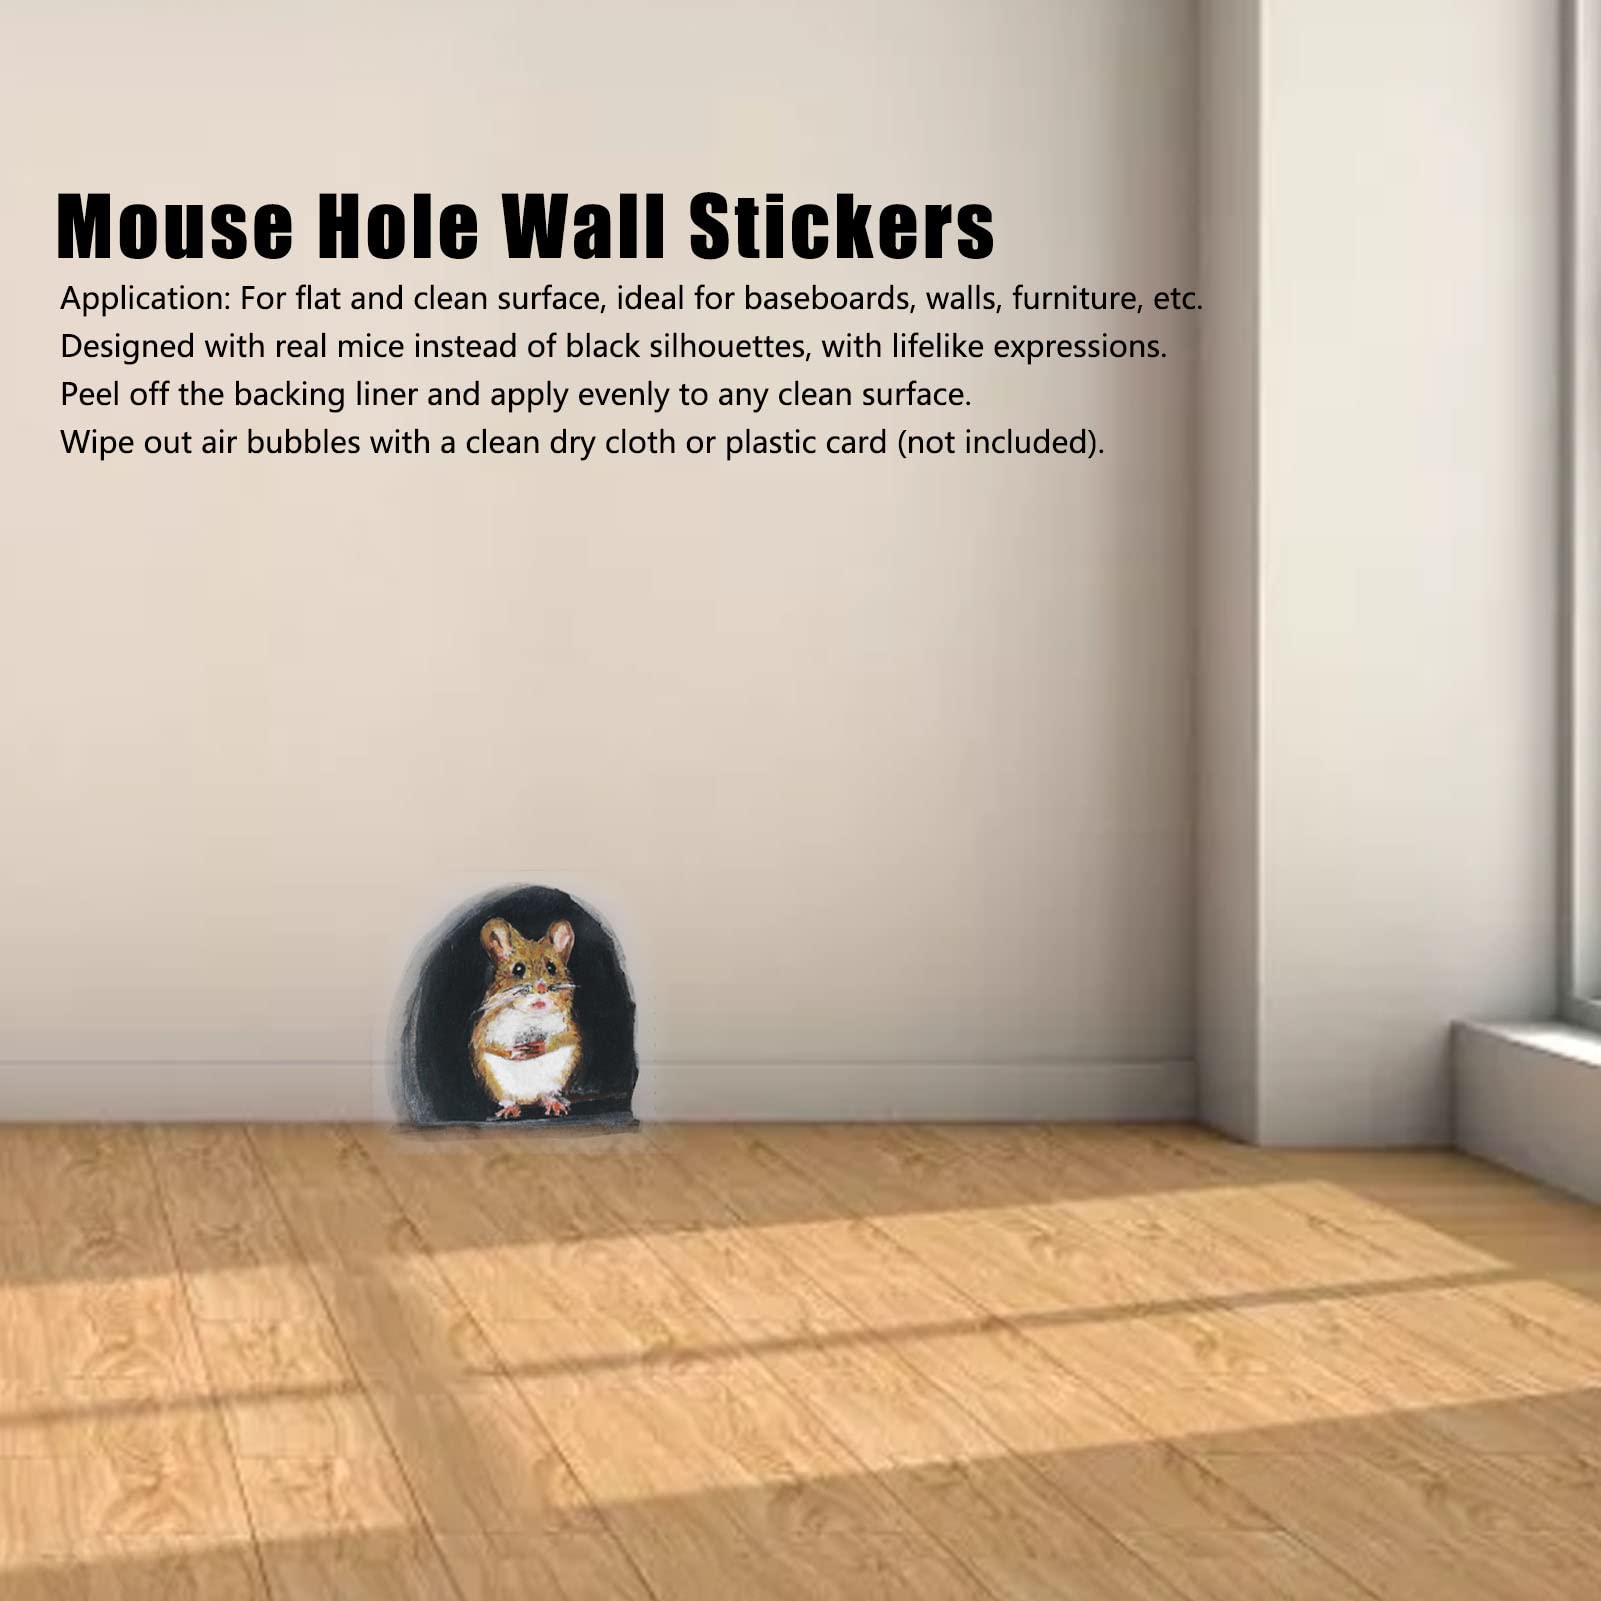 Mouse Hole Wall Stickers
Application: For flat and clean surface, ideal for baseboards, walls, furniture, etc.
Designed with real mice instead of black silhouettes, with lifelike expressions.
Peel off the backing liner and apply evenly to any clean surface.
Wipe out air bubbles with a clean dry cloth or plastic card (not included).